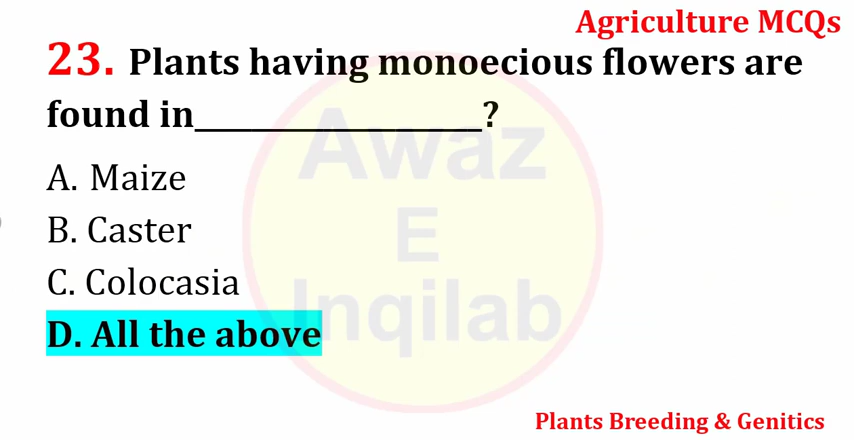 Agriculture MCQs
23. Plants having monoecious flowers are
found in____________________?
A. Maize
B. Caster
C. Colocasia
D. All the above
Awaz
E
Inqilab
Plants Breeding & Genitics